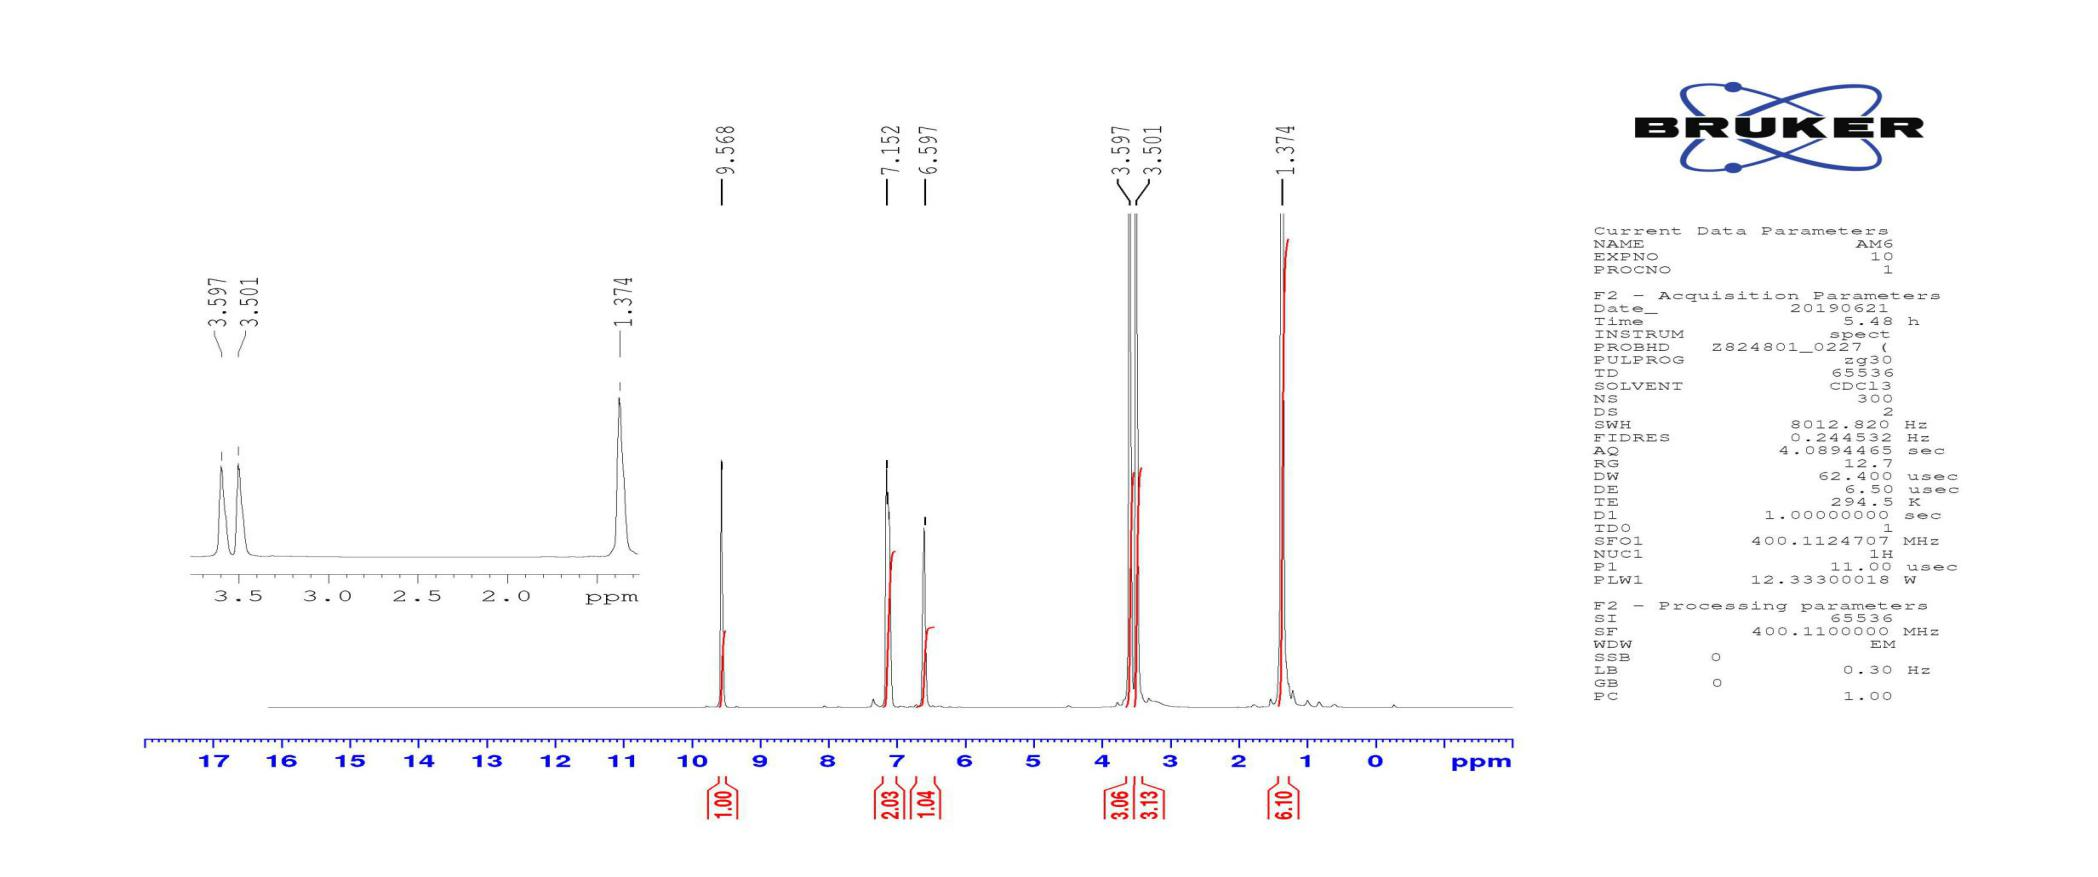 9.568
7.152
6.597
3.597
3.501
1.374
3.597
3.501
1.374
3.5 3.0 2.5 2.0 ppm
17 16 15 14 13 12 11 10 9 8 7 6 5 4 3 2 1 0 ppm
1.00
2.03
1.04
3.06
3.13
6.10
BRUKER
Current Data Parameters
NAME AM6
EXPNO 10
PROCNO 1
F2 - Acquisition Parameters
Date_ 20190621
Time 5.48 h
INSTRUM spect
PROBHD Z824801_0227 (
PULPROG zg30
TD 65536
SOLVENT CDCl3
NS 300
DS 2
SWH 8012.820 Hz
FIDRES 0.244532 Hz
AQ 4.0894465 sec
RG 12.7
DW 62.400 usec
DE 6.50 usec
TE 294.5 K
D1 1.00000000 sec
TD0 1
SFO1 400.1124707 MHz
NUC1 1H
P1 11.00 usec
PLW1 12.33300018 W
F2 - Processing parameters
SI 65536
SF 400.1100000 MHz
WDW EM
SSB 0
LB 0.30 Hz
GB 0
PC 1.00